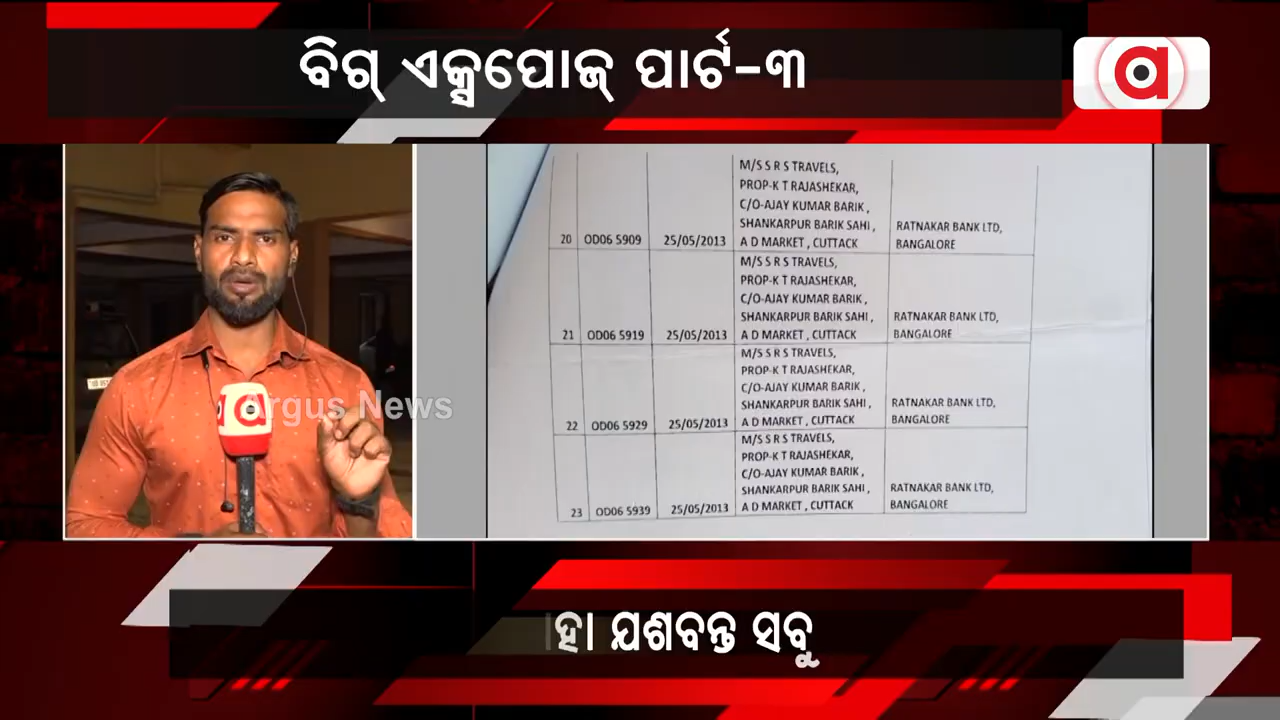 ବିଗ୍ ଏକ୍ସପୋଜ୍ ପାର୍ଟ-୩
a
M/S S R S TRAVELS,
PROP-K T RAJASHEKAR,
C/O-AJAY KUMAR BARIK ,
SHANKARPUR BARIK SAHI ,
20 OD06 5909 25/05/2013 A D MARKET , CUTTACK
RATNAKAR BANK LTD,
BANGALORE
M/S S R S TRAVELS,
PROP-K T RAJASHEKAR,
C/O-AJAY KUMAR BARIK ,
SHANKARPUR BARIK SAHI ,
21 OD06 5919 25/05/2013 A D MARKET , CUTTACK
RATNAKAR BANK LTD,
BANGALORE
M/S S R S TRAVELS,
PROP-K T RAJASHEKAR,
C/O-AJAY KUMAR BARIK ,
SHANKARPUR BARIK SAHI ,
22 OD06 5929 25/05/2013 A D MARKET , CUTTACK
RATNAKAR BANK LTD,
BANGALORE
M/S S R S TRAVELS,
PROP-K T RAJASHEKAR,
C/O-AJAY KUMAR BARIK ,
SHANKARPUR BARIK SAHI ,
23 OD06 5939 25/05/2013 A D MARKET , CUTTACK
RATNAKAR BANK LTD,
BANGALORE
a
Argus News
ଯଶବନ୍ତ ସବୁ